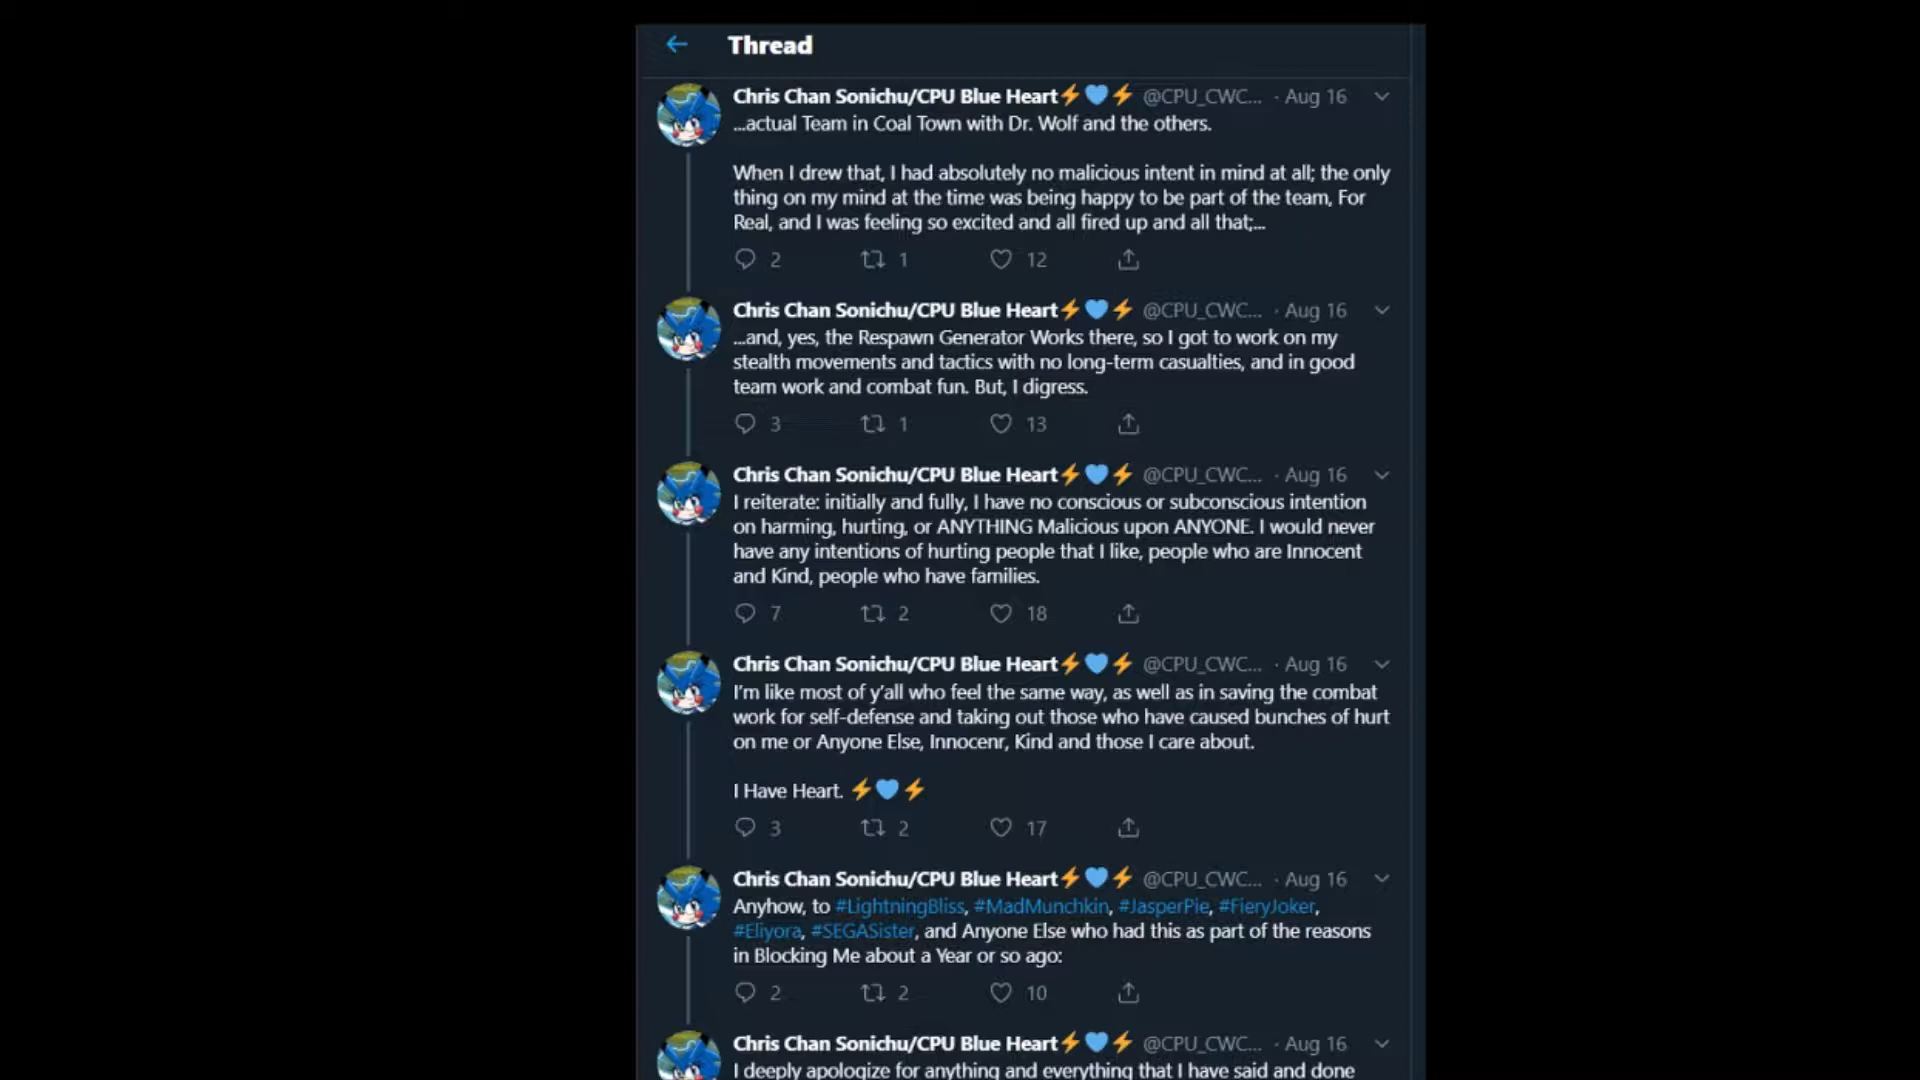 Thread
Chris Chan Sonichu/CPU Blue Heart⚡💙⚡ @CPU_CWC... · Aug 16
...actual Team in Coal Town with Dr. Wolf and the others.
When I drew that, I had absolutely no malicious intent in mind at all; the only
thing on my mind at the time was being happy to be part of the team, For
Real, and I was feeling so excited and all fired up and all that;...
2 1 12
Chris Chan Sonichu/CPU Blue Heart⚡💙⚡ @CPU_CWC... · Aug 16
...and, yes, the Respawn Generator Works there, so I got to work on my
stealth movements and tactics with no long-term casualties, and in good
team work and combat fun. But, I digress.
3 1 13
Chris Chan Sonichu/CPU Blue Heart⚡💙⚡ @CPU_CWC... · Aug 16
I reiterate: initially and fully, I have no conscious or subconscious intention
on harming, hurting, or ANYTHING Malicious upon ANYONE. I would never
have any intentions of hurting people that I like, people who are Innocent
and Kind, people who have families.
7 2 18
Chris Chan Sonichu/CPU Blue Heart⚡💙⚡ @CPU_CWC... · Aug 16
I'm like most of y'all who feel the same way, as well as in saving the combat
work for self-defense and taking out those who have caused bunches of hurt
on me or Anyone Else, Innocenr, Kind and those I care about.
I Have Heart. ⚡💙⚡
3 2 17
Chris Chan Sonichu/CPU Blue Heart⚡💙⚡ @CPU_CWC... · Aug 16
Anyhow, to #LightningBliss, #MadMunchkin, #JasperPie, #FieryJoker,
#Eliyora, #SEGASister, and Anyone Else who had this as part of the reasons
in Blocking Me about a Year or so ago:
2 2 10
Chris Chan Sonichu/CPU Blue Heart⚡💙⚡ @CPU_CWC... · Aug 16
I deeply apologize for anything and everything that I have said and done